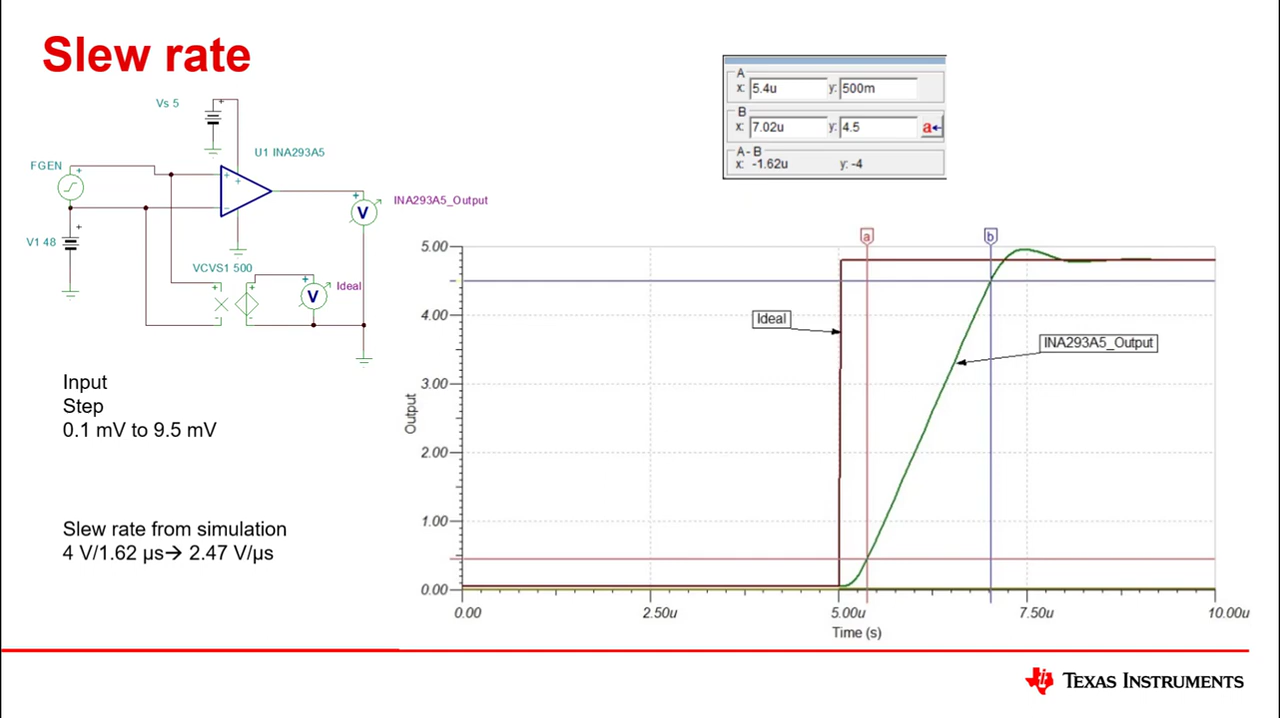 Slew rate
Vs 5
U1 INA293A5
FGEN
INA293A5_Output
V
V1 48
VCVS1 500
Ideal
V
Input
Step
0.1 mV to 9.5 mV
Slew rate from simulation
4 V/1.62 µs→ 2.47 V/µs
A
x: 5.4u y: 500m
B
x: 7.02u y: 4.5 a←
A - B
x: -1.62u y: -4
a b
5.00
4.00
3.00
2.00
1.00
0.00
Output
Ideal
INA293A5_Output
0.00 2.50u 5.00u 7.50u 10.00u
Time (s)
TEXAS INSTRUMENTS